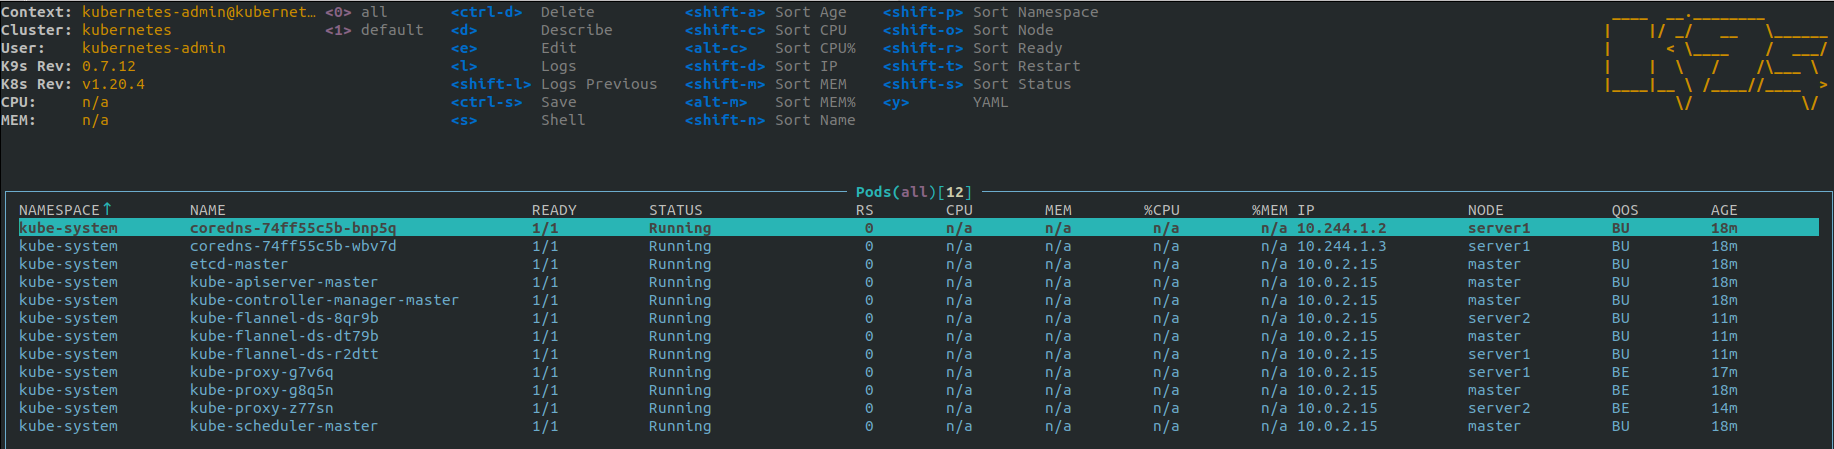 Context: kubernetes-admin@kubernet… <0> all <ctrl-d> Delete <shift-a> Sort Age <shift-p> Sort Namespace
Cluster: kubernetes <1> default <d> Describe <shift-c> Sort CPU <shift-o> Sort Node
User: kubernetes-admin <e> Edit <alt-c> Sort CPU% <shift-r> Sort Ready
K9s Rev: 0.7.12 <l> Logs <shift-d> Sort IP <shift-t> Sort Restart
K8s Rev: v1.20.4 <shift-l> Logs Previous <shift-m> Sort MEM <shift-s> Sort Status
CPU: n/a <ctrl-s> Save <alt-m> Sort MEM% <y> YAML
MEM: n/a <s> Shell <shift-n> Sort Name
Pods(all)[12]
NAMESPACE↑ NAME READY STATUS RS CPU MEM %CPU %MEM IP NODE QOS AGE
kube-system coredns-74ff55c5b-bnp5q 1/1 Running 0 n/a n/a n/a n/a 10.244.1.2 server1 BU 18m
kube-system coredns-74ff55c5b-wbv7d 1/1 Running 0 n/a n/a n/a n/a 10.244.1.3 server1 BU 18m
kube-system etcd-master 1/1 Running 0 n/a n/a n/a n/a 10.0.2.15 master BU 18m
kube-system kube-apiserver-master 1/1 Running 0 n/a n/a n/a n/a 10.0.2.15 master BU 18m
kube-system kube-controller-manager-master 1/1 Running 0 n/a n/a n/a n/a 10.0.2.15 master BU 18m
kube-system kube-flannel-ds-8qr9b 1/1 Running 0 n/a n/a n/a n/a 10.0.2.15 server2 BU 11m
kube-system kube-flannel-ds-dt79b 1/1 Running 0 n/a n/a n/a n/a 10.0.2.15 master BU 11m
kube-system kube-flannel-ds-r2dtt 1/1 Running 0 n/a n/a n/a n/a 10.0.2.15 server1 BU 11m
kube-system kube-proxy-g7v6q 1/1 Running 0 n/a n/a n/a n/a 10.0.2.15 server1 BE 17m
kube-system kube-proxy-g8q5n 1/1 Running 0 n/a n/a n/a n/a 10.0.2.15 master BE 18m
kube-system kube-proxy-z77sn 1/1 Running 0 n/a n/a n/a n/a 10.0.2.15 server2 BE 14m
kube-system kube-scheduler-master 1/1 Running 0 n/a n/a n/a n/a 10.0.2.15 master BU 18m